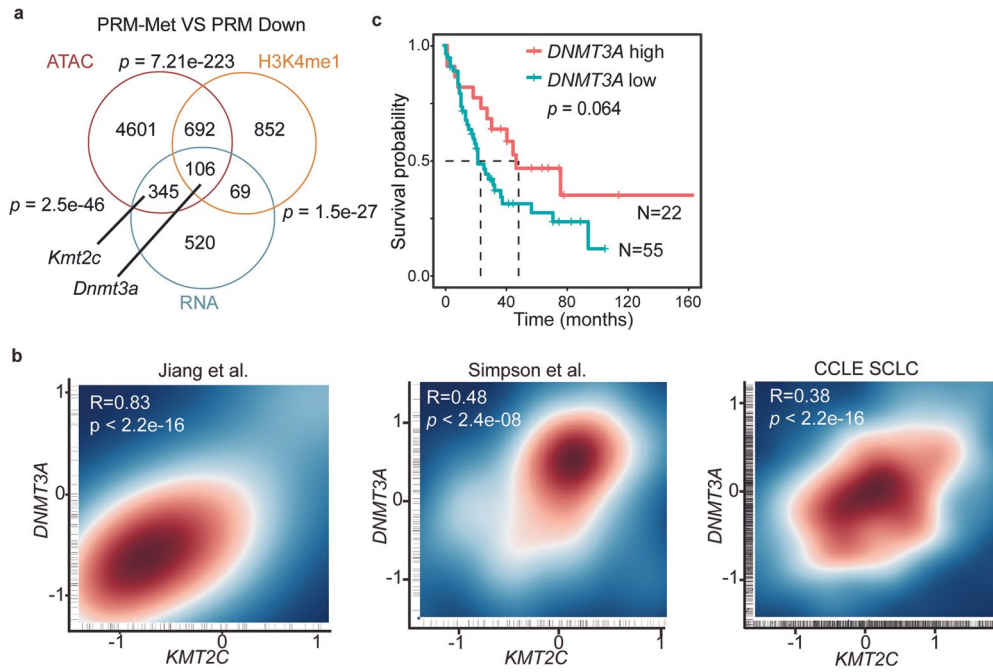 a
PRM-Met VS PRM Down
ATAC
p = 7.21e-223
H3K4me1
4601
692
852
106
345
69
p = 2.5e-46
p = 1.5e-27
Kmt2c
520
Dnmt3a
RNA
c
DNMT3A high
DNMT3A low
p = 0.064
Survival probability
1.0
0.5
0.0
N=22
N=55
0 40 80 120 160
Time (months)
b
Jiang et al.
R=0.83
p < 2.2e-16
DNMT3A
1
0
-1
-1 0 1
KMT2C
Simpson et al.
R=0.48
p < 2.4e-08
DNMT3A
1
0
-1
-1 0 1
KMT2C
CCLE SCLC
R=0.38
p < 2.2e-16
DNMT3A
1
0
-1
-1 0 1
KMT2C